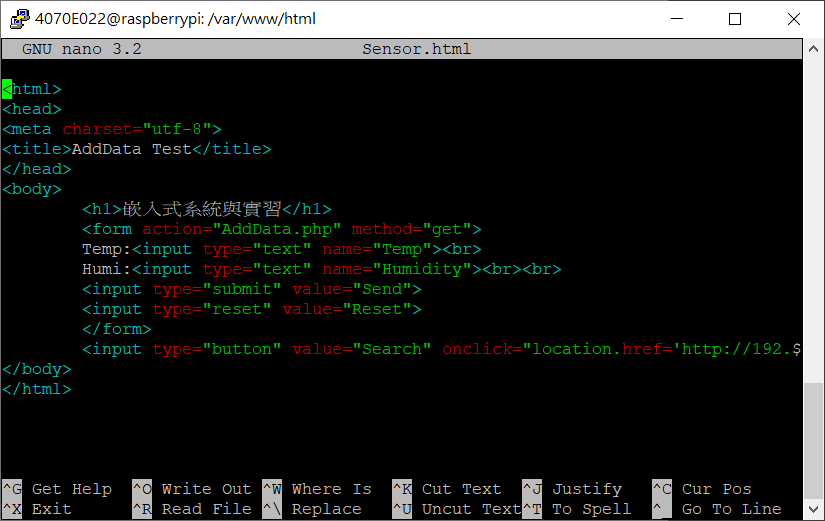 4070E022@raspberrypi: /var/www/html
GNU nano 3.2 Sensor.html
<html>
<head>
<meta charset="utf-8">
<title>AddData Test</title>
</head>
<body>
<h1>嵌入式系統與實習</h1>
<form action="AddData.php" method="get">
Temp:<input type="text" name="Temp"><br>
Humi:<input type="text" name="Humidity"><br><br>
<input type="submit" value="Send">
<input type="reset" value="Reset">
</form>
<input type="button" value="Search" onclick="location.href='http://192.$
</body>
</html>
^G Get Help ^O Write Out ^W Where Is ^K Cut Text ^J Justify ^C Cur Pos
^X Exit ^R Read File ^\ Replace ^U Uncut Text ^T To Spell ^_ Go To Line